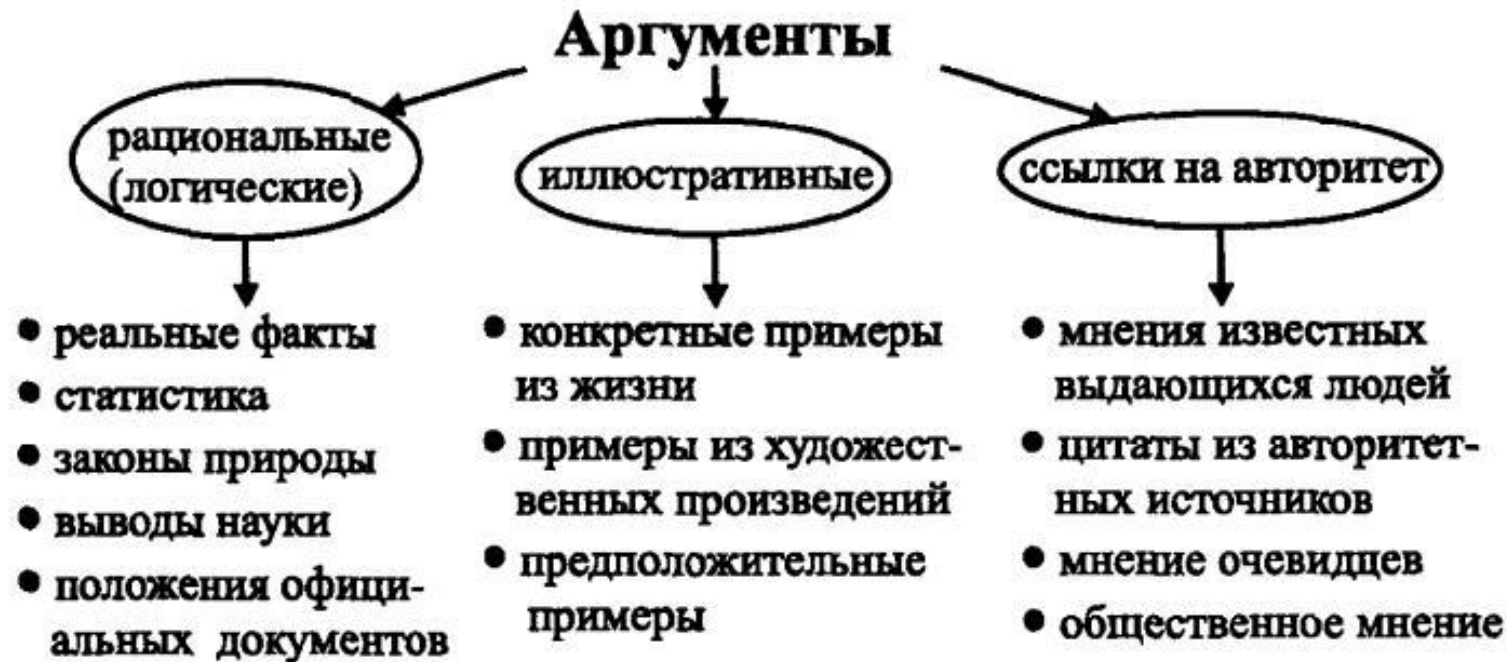 Аргументы
рациональные
(логические)
иллюстративные
ссылки на авторитет
• реальные факты
• статистика
• законы природы
• выводы науки
• положения офици-
альных документов
• конкретные примеры
из жизни
• примеры из художест-
венных произведений
• предположительные
примеры
• мнения известных
выдающихся людей
• цитаты из авторитет-
ных источников
• мнение очевидцев
• общественное мнение